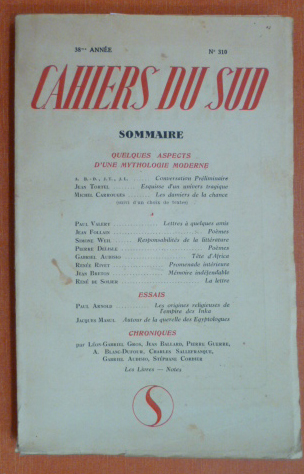 38me ANNÉE N° 310
CAHIERS DU SUD
SOMMAIRE
QUELQUES ASPECTS
D'UNE MYTHOLOGIE MODERNE
Conversation Préliminaire
JEAN TORTEL Esquisse d'un univers tragique
MICHEL CARROUGES Les dossiers de la chance
(suivi d'un choix de textes)
PAUL VALÉRY Lettres à quelques amis
JEAN FOLLAIN Poèmes
SIMONE WEIL Responsabilités de la littérature
PIERRE DELISLE Poèmes
GABRIEL AUDISIO Tête d'Africa
RENÉE RIESE Promenade intérieure
JEAN BRETON Mémoire indégradable
RENÉ DE SOLIER La lettre
ESSAIS
PAUL ARNOLD Les origines religieuses de
l'empire des Inka
JACQUES MASUI Autour de la querelle des Egyptologues
CHRONIQUES
par LÉON-GABRIEL GROS, JEAN BALLARD, PIERRE GUERRE,
A. BLANC-DUFOUR, CHARLES SALLEFRANQUE,
GABRIEL AUDISIO, STÉPHANE CORDIER
Les Livres — Notes
S